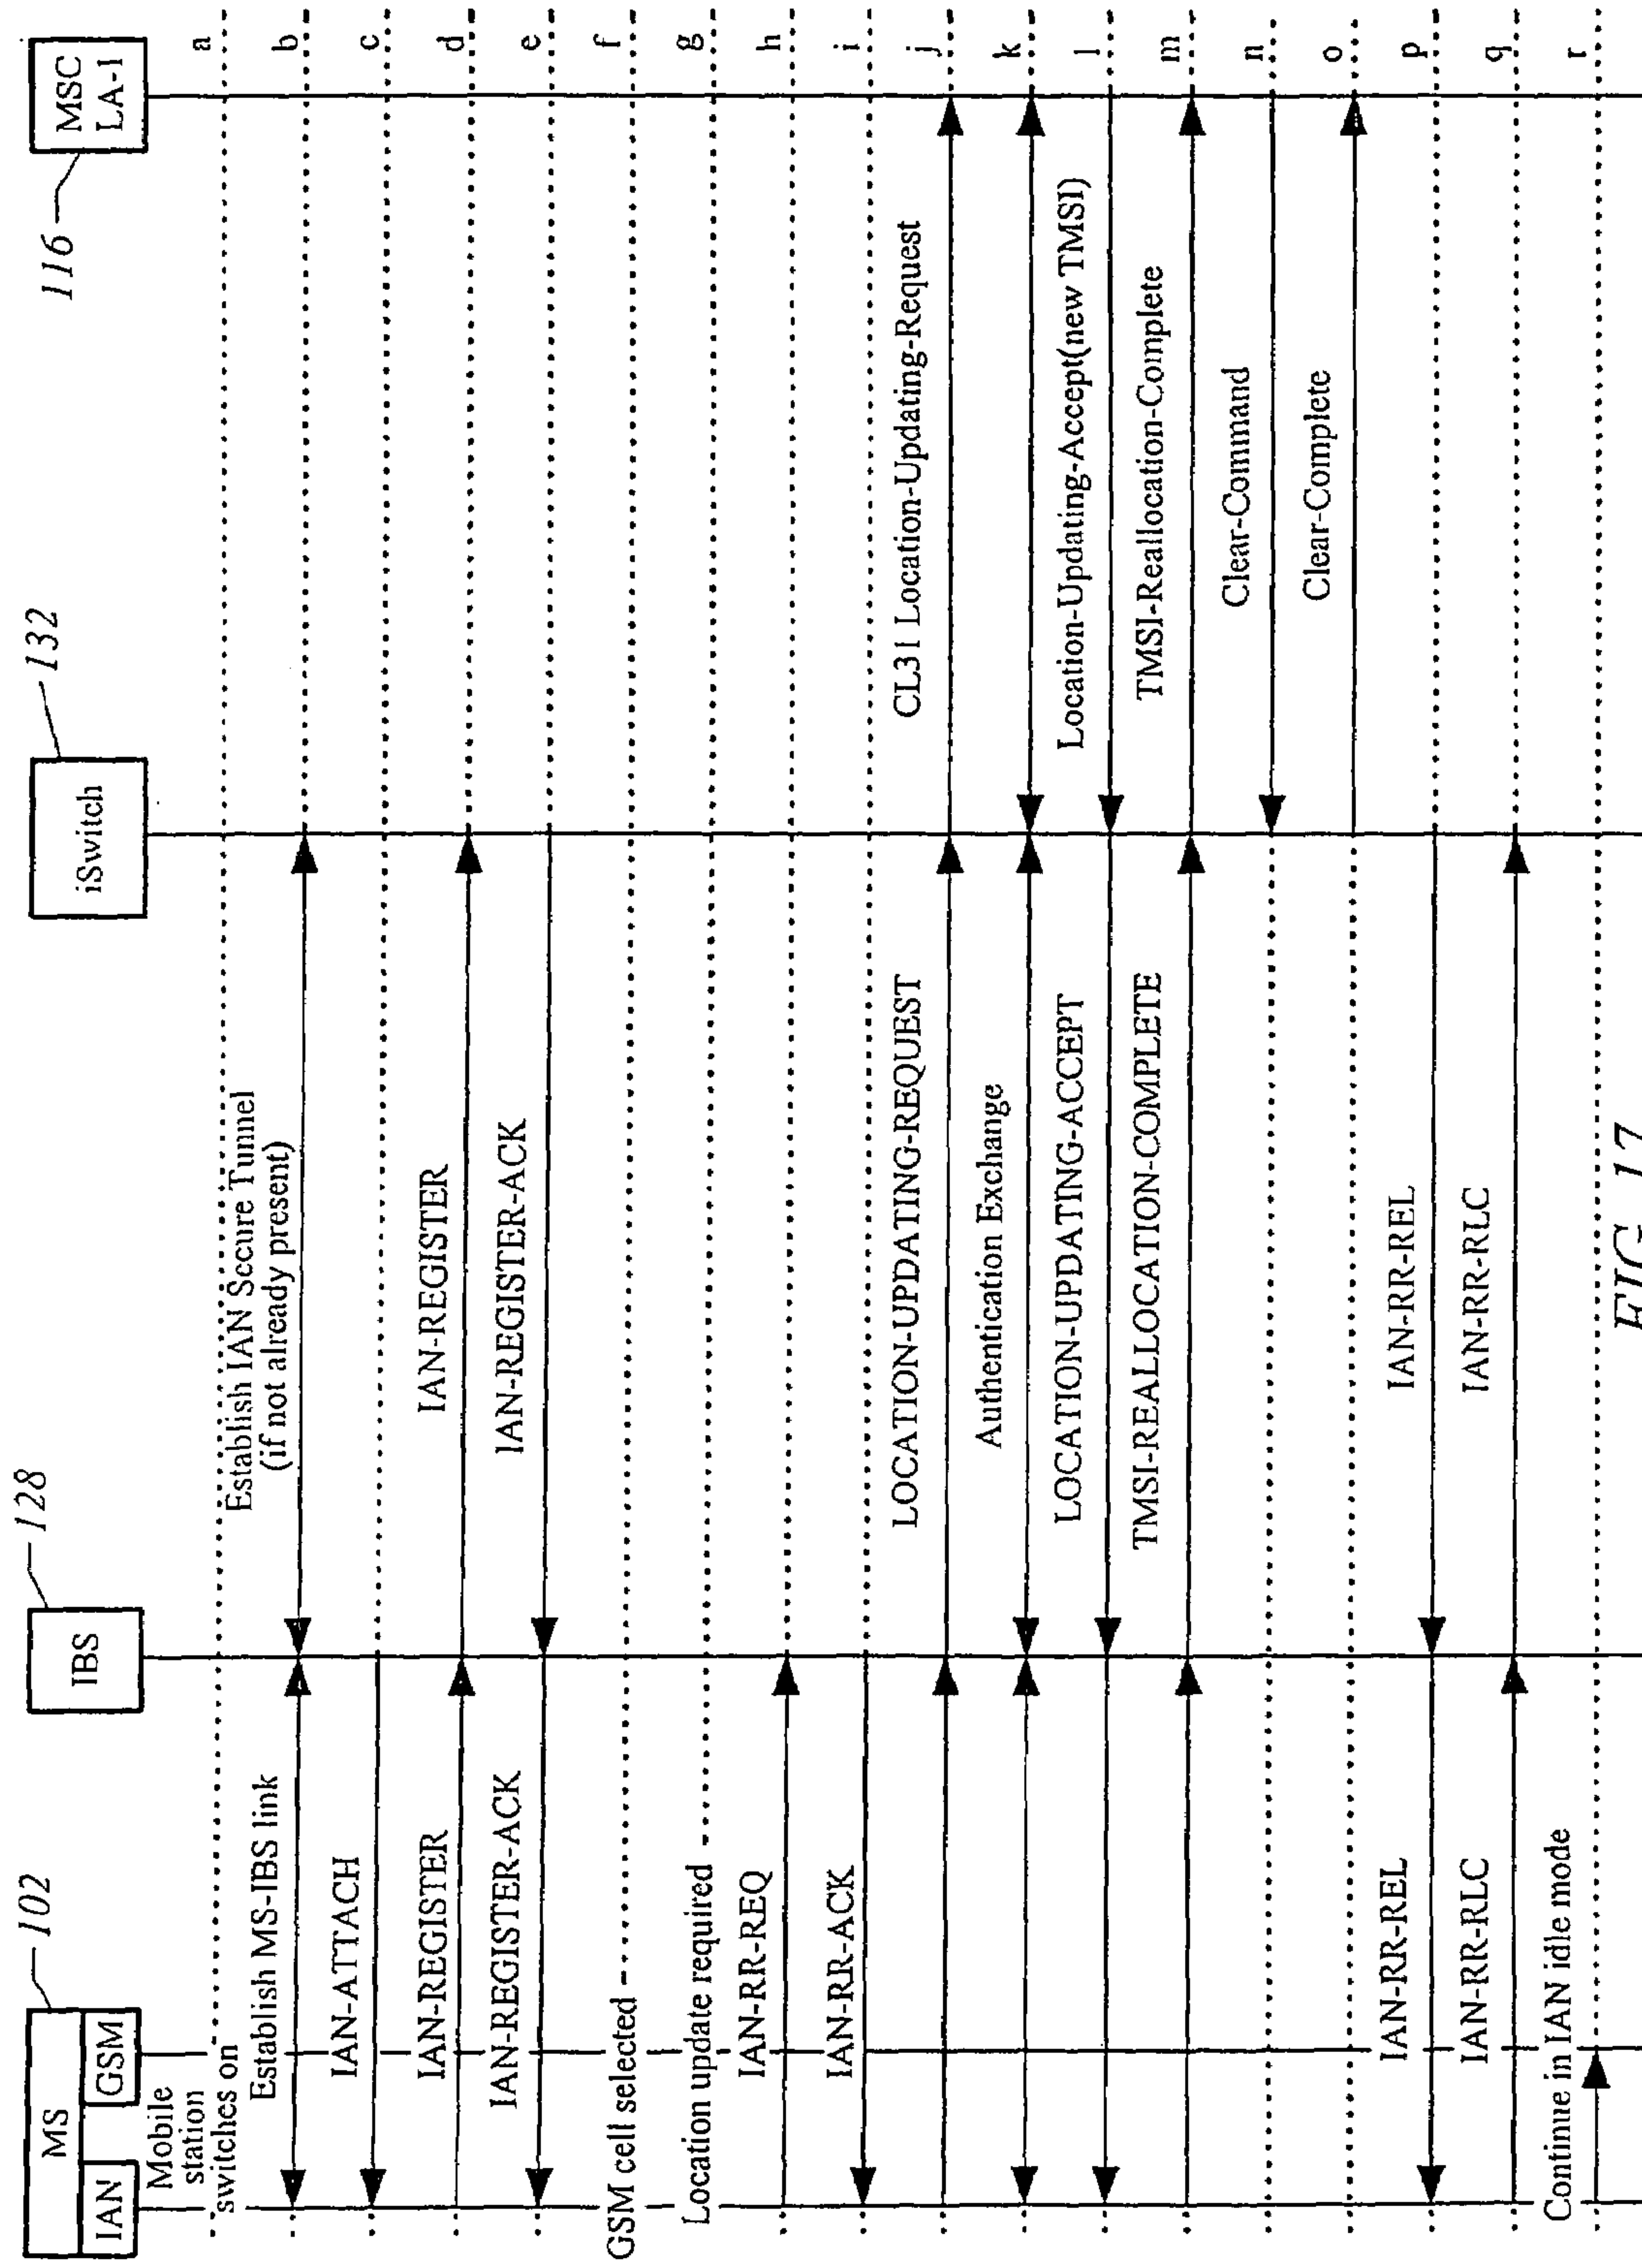 MS
102
IAN
GSM
IBS
128
iSwitch
132
MSC
LA-1
116
Mobile
station
switches on
a
Establish MS-IBS link
Establish IAN Secure Tunnel
(if not already present)
b
IAN-ATTACH
c
IAN-REGISTER
IAN-REGISTER
d
IAN-REGISTER-ACK
IAN-REGISTER-ACK
e
GSM cell selected
f
Location update required
g
IAN-RR-REQ
h
IAN-RR-ACK
i
LOCATION-UPDATING-REQUEST
CL31 Location-Updating-Request
j
Authentication Exchange
k
LOCATION-UPDATING-ACCEPT
Location-Updating-Accept(new TMSI)
l
TMSI-REALLOCATION-COMPLETE
TMSI-Reallocation-Complete
m
Clear-Command
n
Clear-Complete
o
IAN-RR-REL
IAN-RR-REL
p
IAN-RR-RLC
IAN-RR-RLC
q
Continue in IAN idle mode
r
FIG. 17